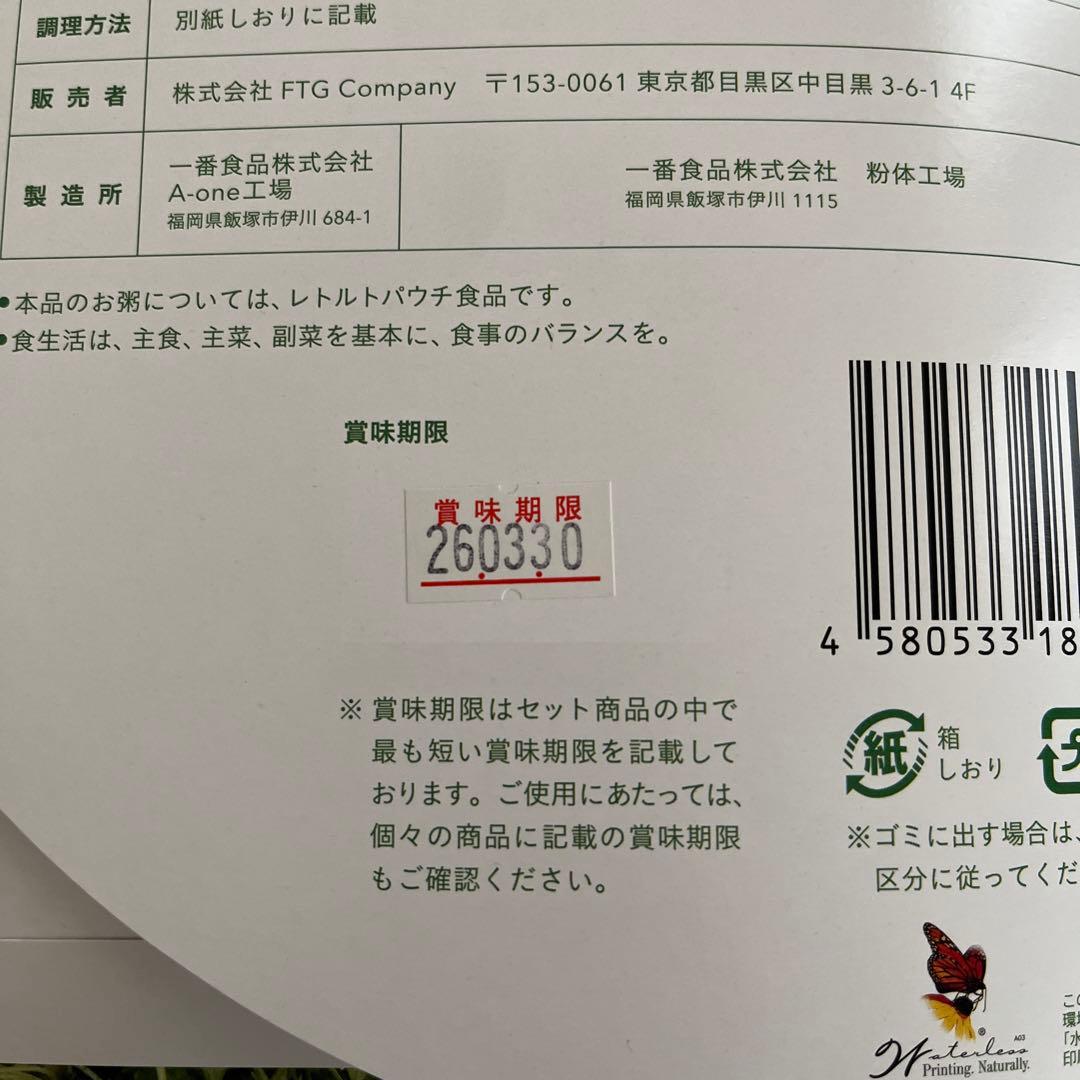 調理方法 別紙しおりに記載
販売者 株式会社 FTG Company 〒153-0061 東京都目黒区中目黒 3-6-1 4F
製造所
一番食品株式会社
A-one工場
福岡県飯塚市伊川 684-1
一番食品株式会社 粉体工場
福岡県飯塚市伊川 1115
●本品のお粥については、レトルトパウチ食品です。
●食生活は、主食、主菜、副菜を基本に、食事のバランスを。
賞味期限
賞味期限
26.03.30
※ 賞味期限はセット商品の中で
最も短い賞味期限を記載して
おります。ご使用にあたっては、
個々の商品に記載の賞味期限
もご確認ください。
4 580533 18
紙
箱
しおり
プ
※ゴミに出す場合は、
区分に従ってくだ
Waterless
Printing. Naturally.
®
A03
この
環境
「水
印